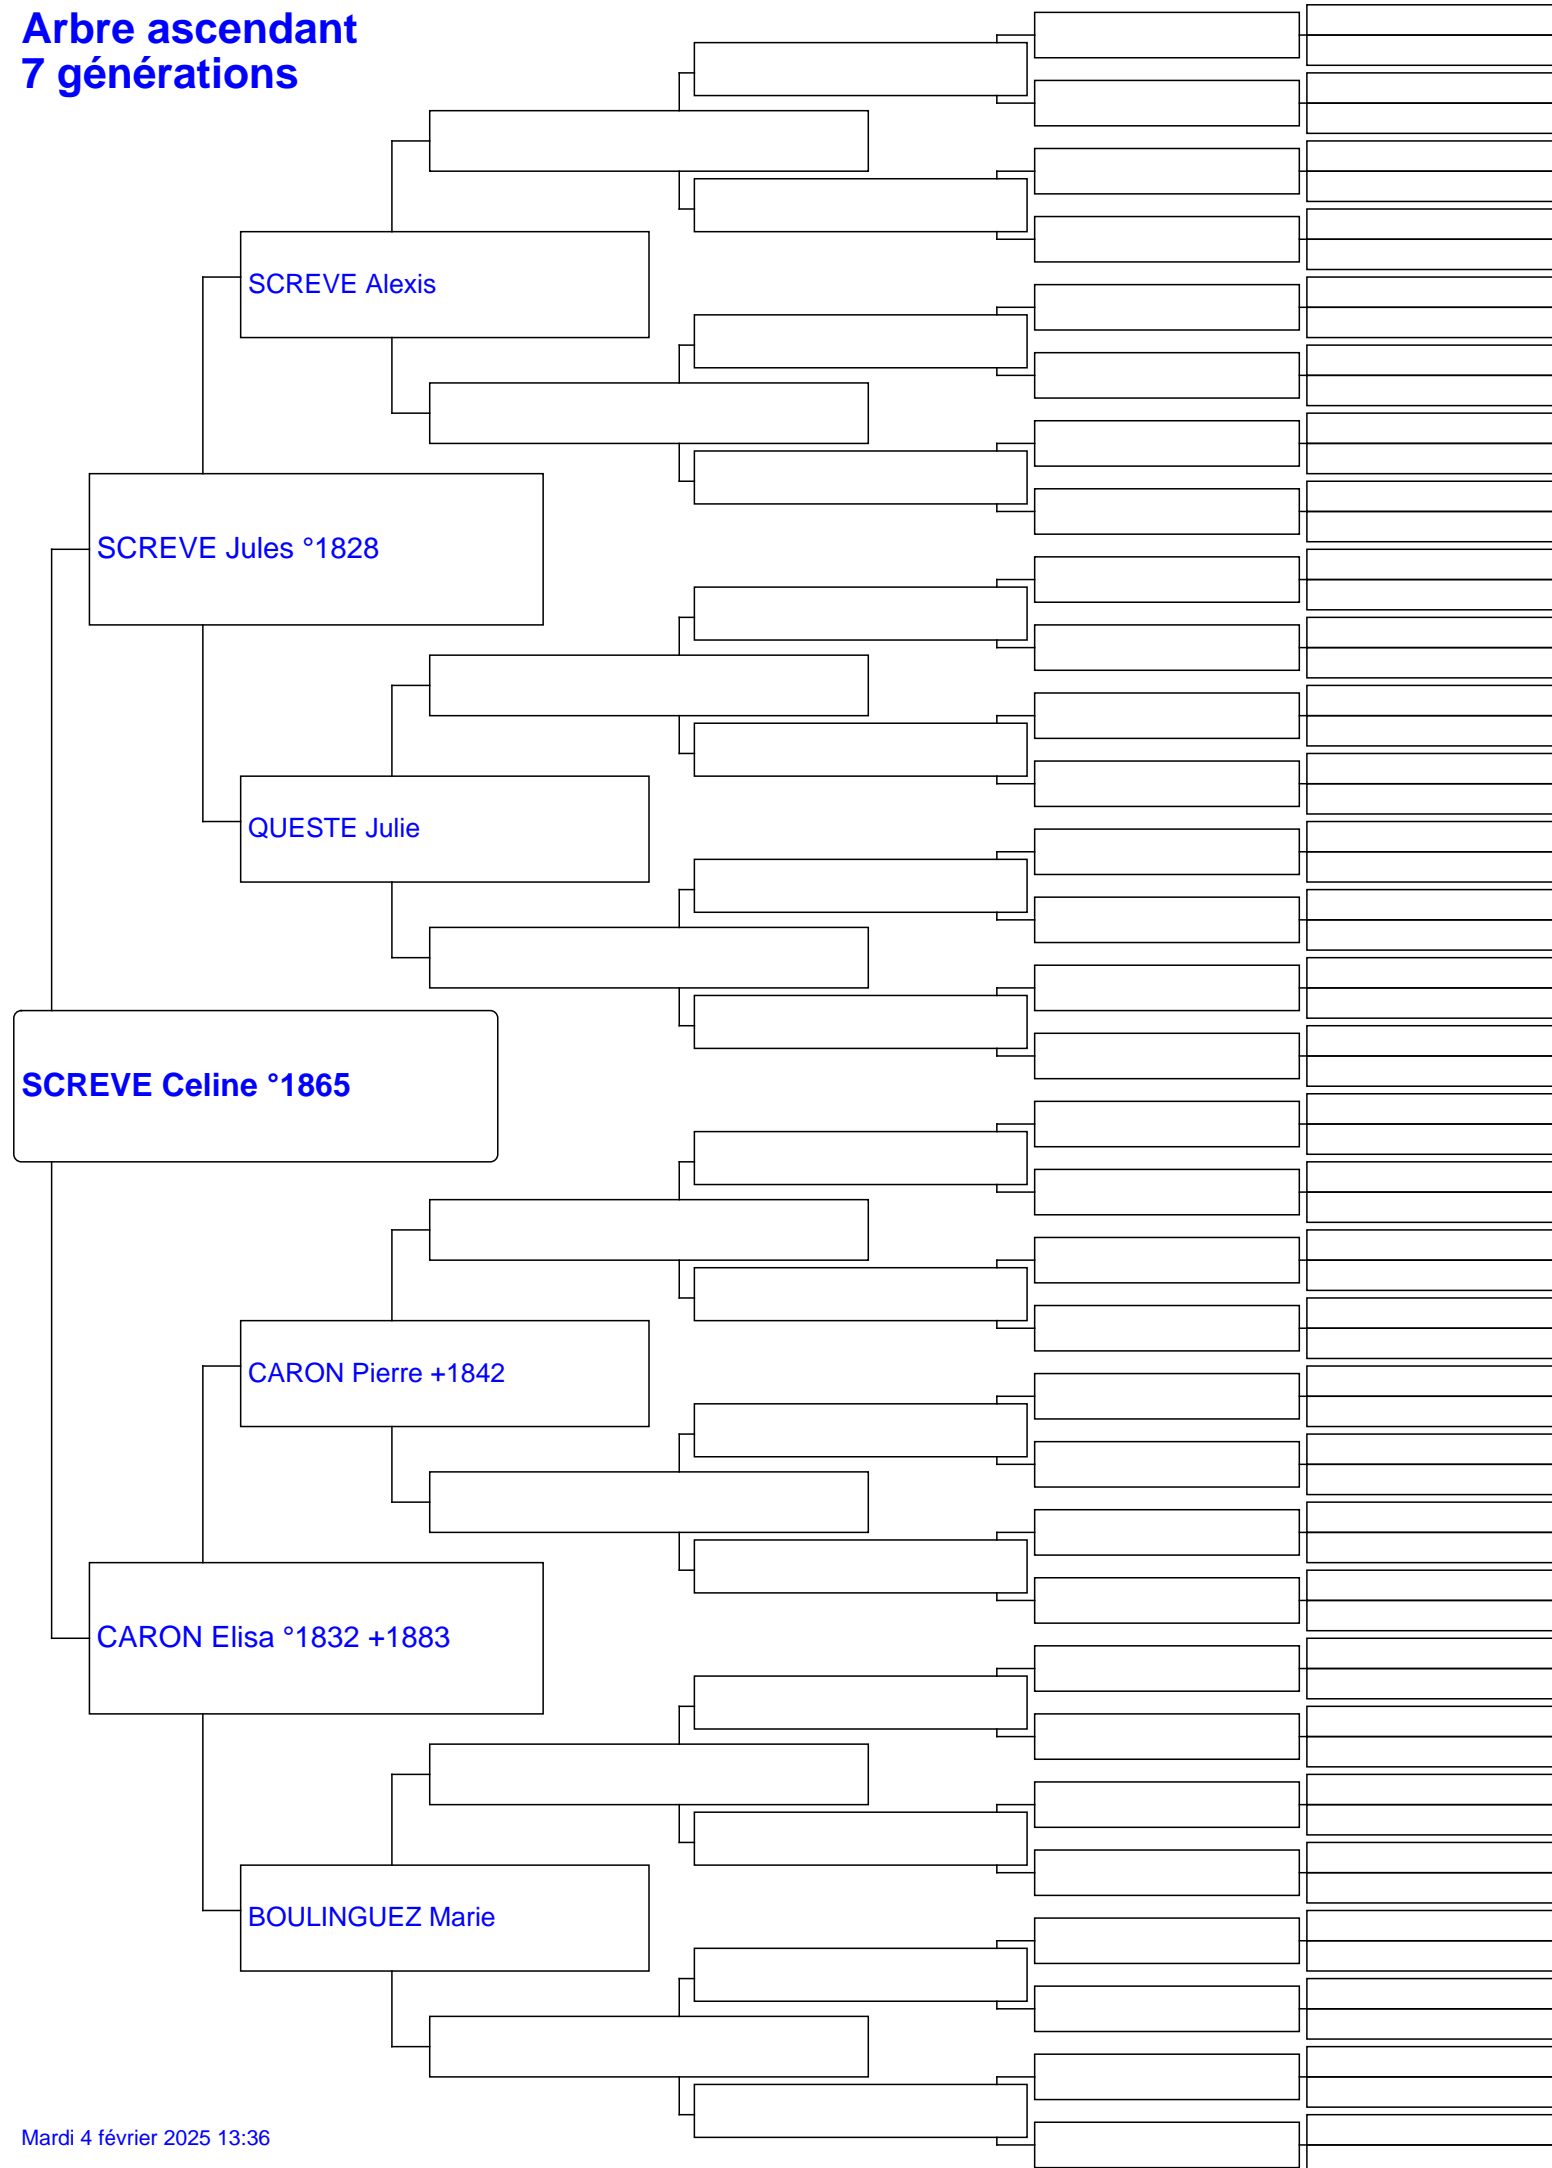 Arbre ascendant
7 générations
SCREVE Alexis
SCREVE Jules °1828
QUESTE Julie
SCREVE Celine °1865
CARON Pierre +1842
CARON Elisa °1832 +1883
BOULINGUEZ Marie
Mardi 4 février 2025 13:36